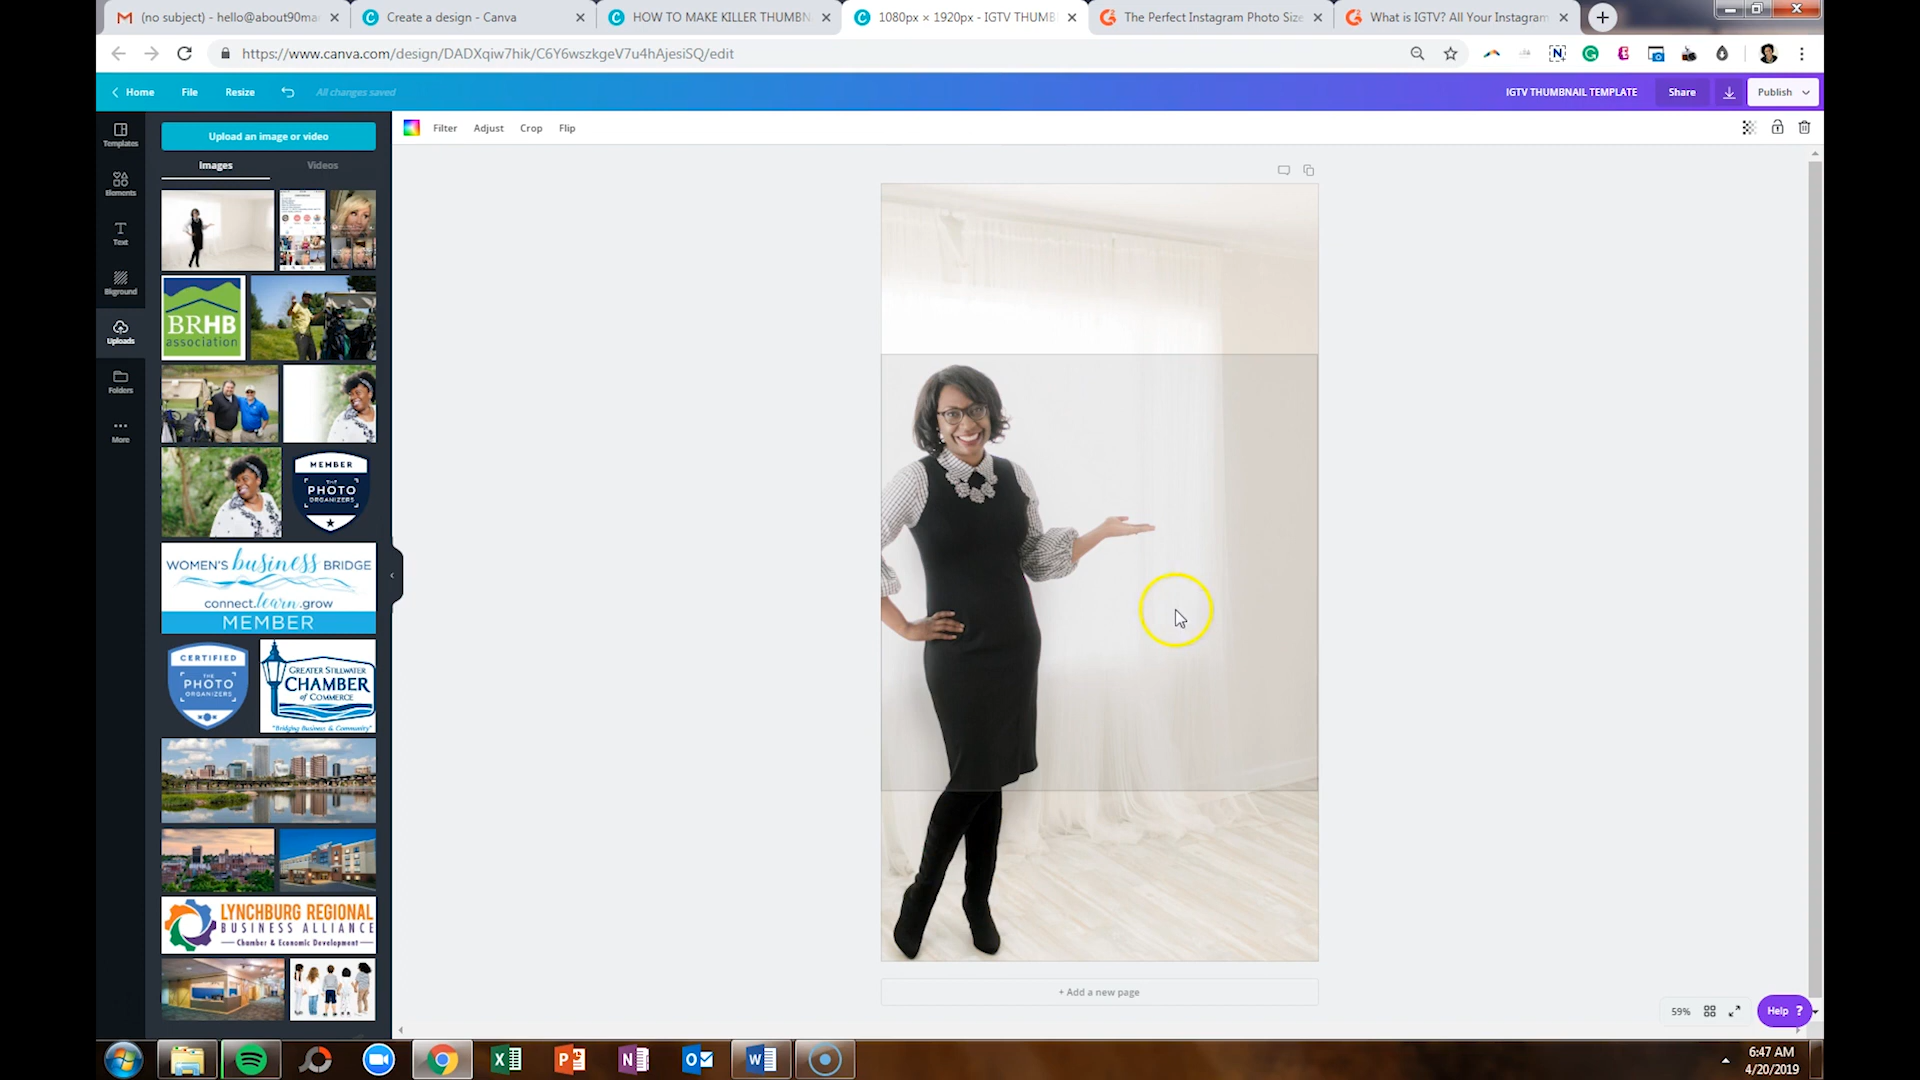 (no subject) - hello@about90ma
Create a design - Canva
HOW TO MAKE KILLER THUMBN
1080px × 1920px - IGTV THUMB
The Perfect Instagram Photo Size
What is IGTV? All Your Instagram
https://www.canva.com/design/DADXqiw7hik/C6Y6wszkgeV7u4hAjesiSQ/edit
Home
File
Resize
All changes saved
IGTV THUMBNAIL TEMPLATE
Share
Publish
Templates
Elements
Text
Bkground
Uploads
Folders
More
Upload an image or video
Images
Videos
Filter
Adjust
Crop
Flip
BRHB
association
MEMBER
THE
PHOTO
ORGANIZERS
WOMEN'S business BRIDGE
connect.learn.grow
MEMBER
CERTIFIED
THE
PHOTO
ORGANIZERS
GREATER STILLWATER
CHAMBER
of COMMERCE
"Bridging Business & Community"
LYNCHBURG REGIONAL
BUSINESS ALLIANCE
Chamber & Economic Development
+ Add a new page
59%
Help ?
6:47 AM
4/20/2019